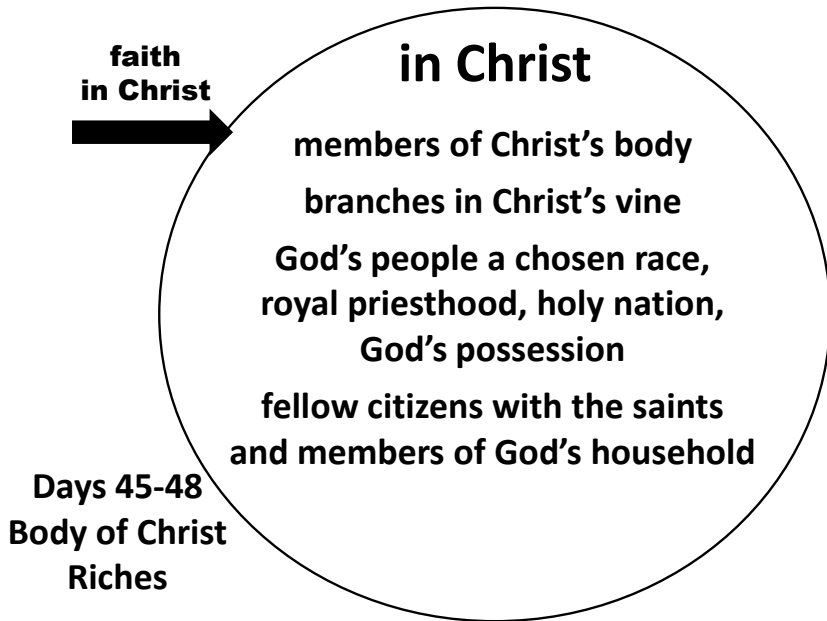 faith
in Christ
in Christ
members of Christ’s body
branches in Christ’s vine
God’s people a chosen race,
royal priesthood, holy nation,
God’s possession
fellow citizens with the saints
and members of God’s household
Days 45-48
Body of Christ
Riches